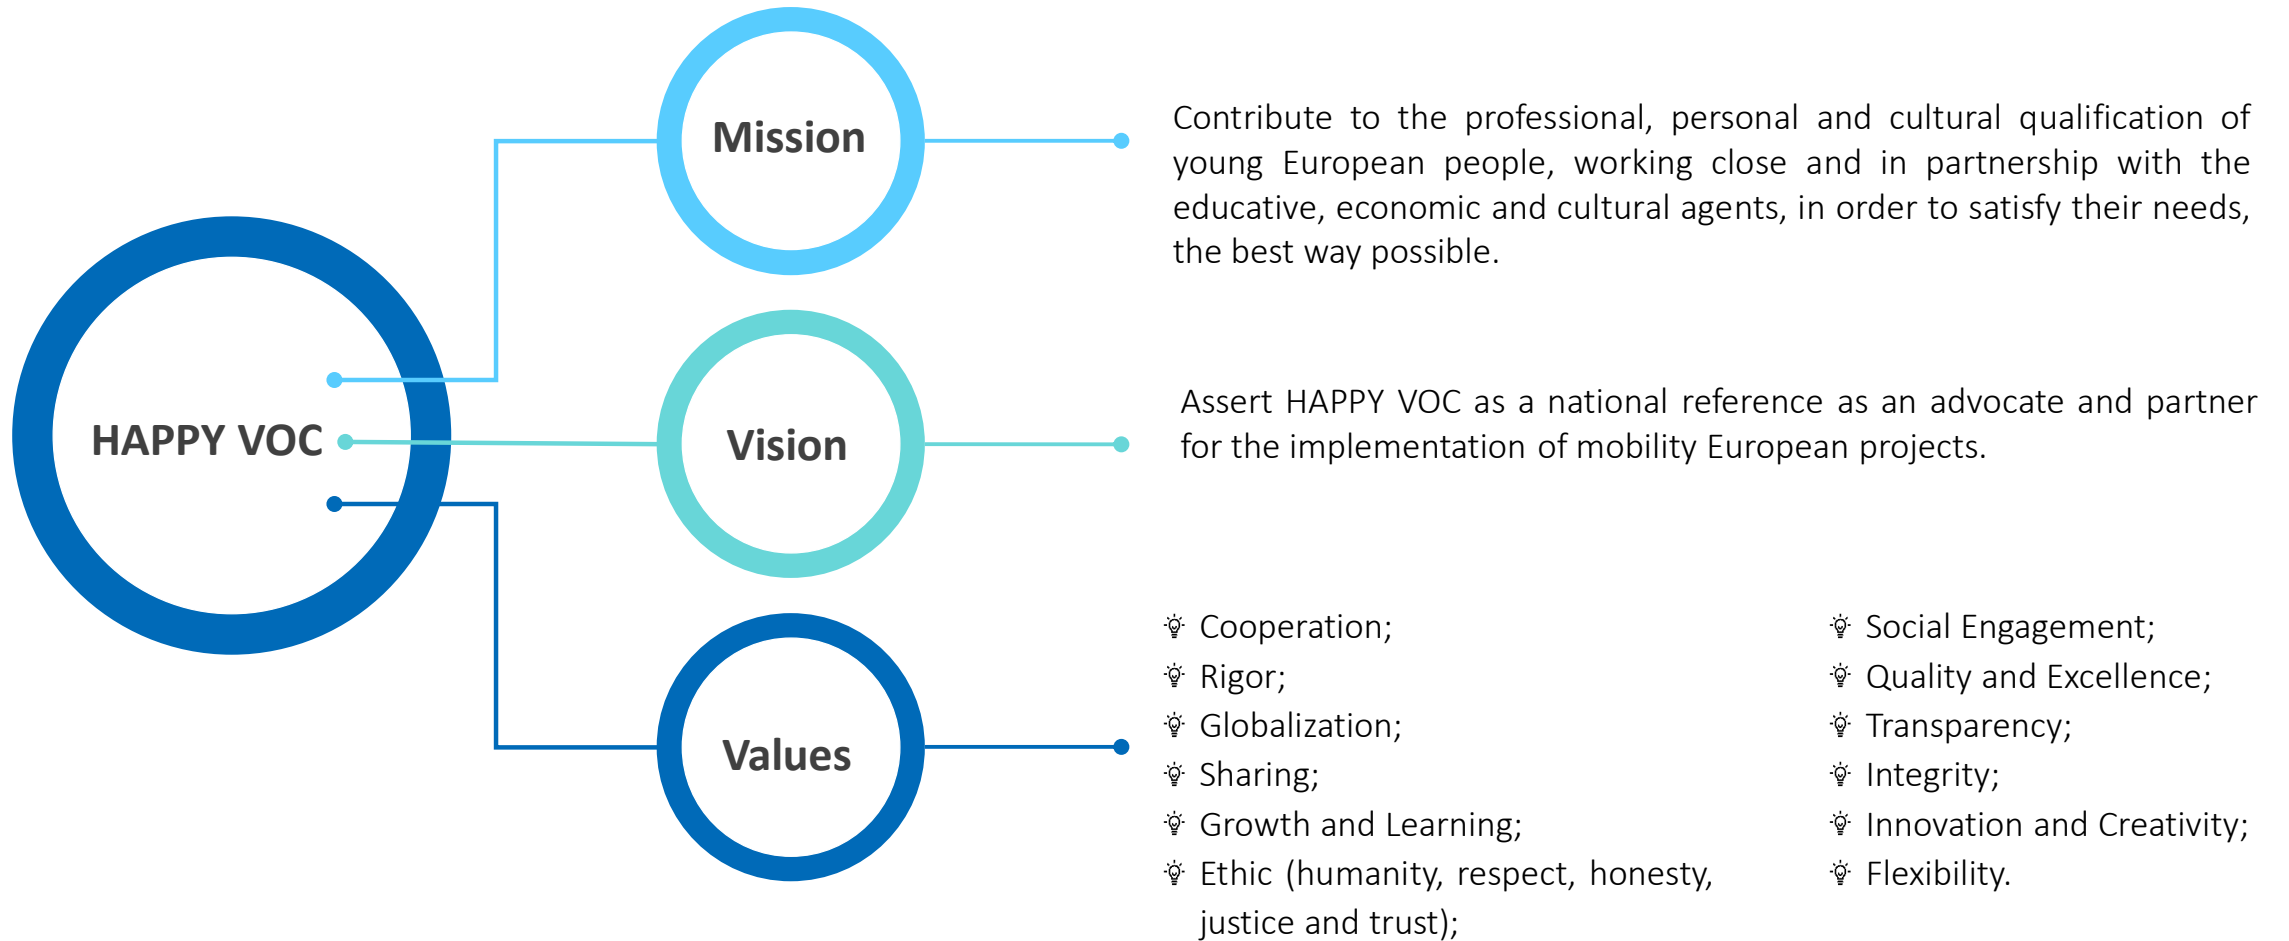 HAPPY VOC
Mission
Contribute to the professional, personal and cultural qualification of
young European people, working close and in partnership with the
educative, economic and cultural agents, in order to satisfy their needs,
the best way possible.
Vision
Assert HAPPY VOC as a national reference as an advocate and partner
for the implementation of mobility European projects.
Values
Cooperation;
Rigor;
Globalization;
Sharing;
Growth and Learning;
Ethic (humanity, respect, honesty,
justice and trust);
Social Engagement;
Quality and Excellence;
Transparency;
Integrity;
Innovation and Creativity;
Flexibility.